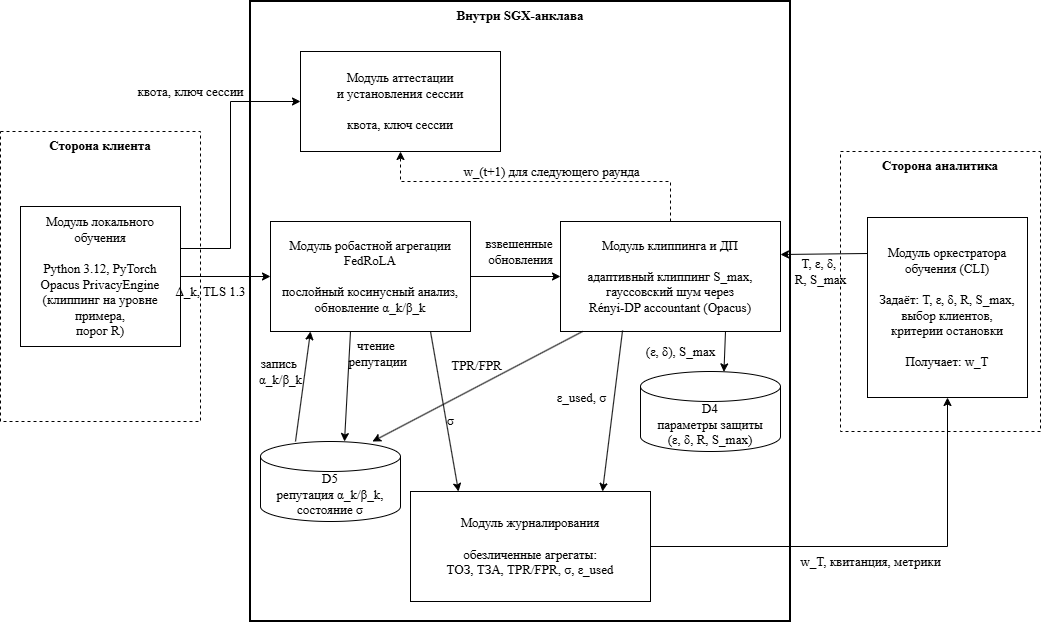 Внутри SGX-анклава
Модуль аттестации
и установления сессии
квота, ключ сессии
квота, ключ сессии
Сторона клиента
Модуль локального
обучения
Python 3.12, PyTorch
Opacus PrivacyEngine
(клиппинг на уровне
примера,
порог R)
Δ_k, TLS 1.3
w_(t+1) для следующего раунда
Модуль робастной агрегации
FedRoLA
послойный косинусный анализ,
обновление α_k/β_k
взвешенные
обновления
Модуль клиппинга и ДП
адаптивный клиппинг S_max,
гауссовский шум через
Rényi-DP accountant (Opacus)
Сторона аналитика
T, ε, δ,
R, S_max
Модуль оркестратора
обучения (CLI)
Задаёт: T, ε, δ, R, S_max,
выбор клиентов,
критерии остановки
Получает: w_T
запись
α_k/β_k
чтение
репутации
TPR/FPR
σ
ε_used, σ
(ε, δ), S_max
D4
параметры защиты
(ε, δ, R, S_max)
D5
репутация α_k/β_k,
состояние σ
Модуль журналирования
обезличенные агрегаты:
ТОЗ, ТЗА, TPR/FPR, σ, ε_used
w_T, квитанция, метрики